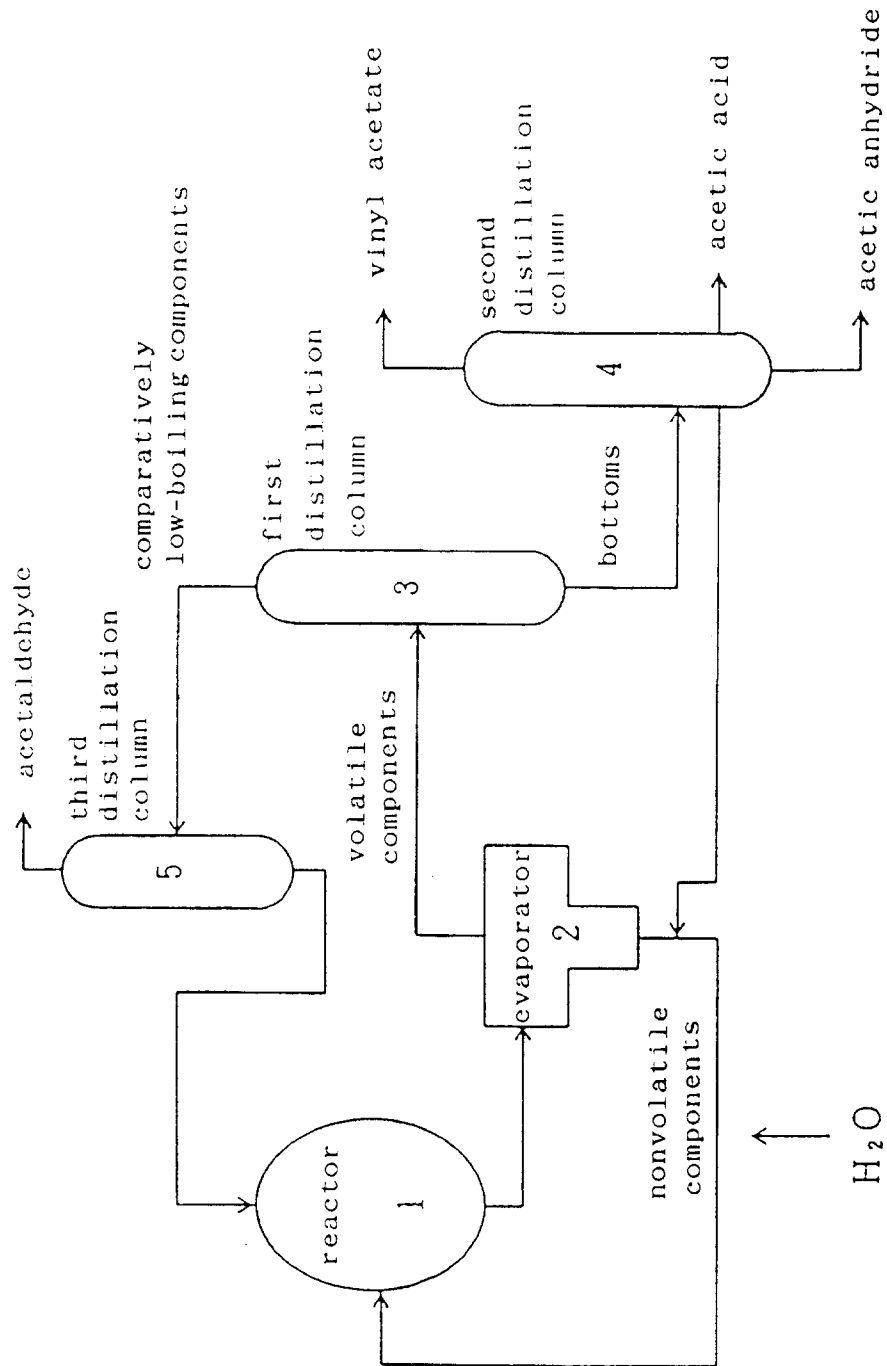 acetaldehyde
third
distillation
column
5
comparatively
low-boiling components
first
distillation
column
3
vinyl acetate
second
distillation
column
4
reactor
1
volatile
components
evaporator
2
bottoms
acetic acid
acetic anhydride
nonvolatile
components
H₂O